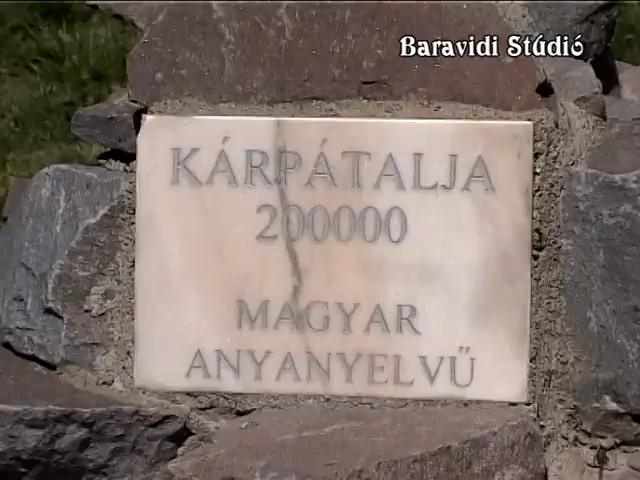 Baravidi Stúdió
KÁRPÁTALJA
200000
MAGYAR
ANYANYELVŰ